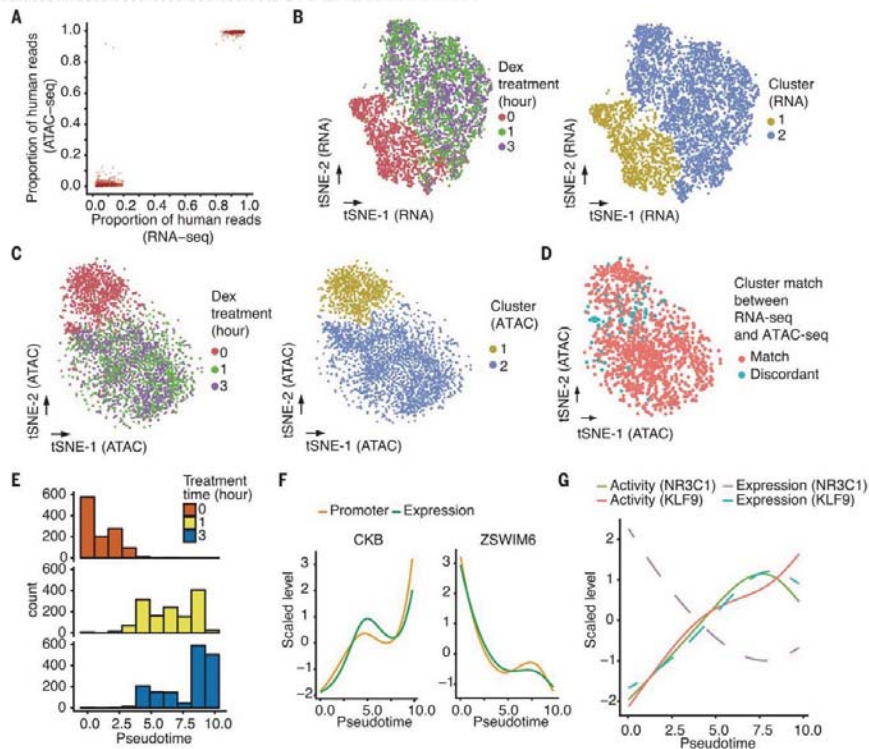 A
1.0
0.8
0.6
0.4
0.2
0.0
Proportion of human reads
(ATAC-seq)
0.0 0.2 0.4 0.6 0.8 1.0
Proportion of human reads
(RNA-seq)
B
tSNE-2 (RNA)
tSNE-1 (RNA)
Dex
treatment
(hour)
0
1
3
tSNE-2 (RNA)
tSNE-1 (RNA)
Cluster
(RNA)
1
2
C
tSNE-2 (ATAC)
tSNE-1 (ATAC)
Dex
treatment
(hour)
0
1
3
tSNE-2 (ATAC)
tSNE-1 (ATAC)
Cluster
(ATAC)
1
2
D
tSNE-2 (ATAC)
tSNE-1 (ATAC)
Cluster match
between
RNA-seq
and ATAC-seq
Match
Discordant
E
Treatment
time (hour)
0
1
3
600
400
200
0
600
400
200
0
600
400
200
0
count
0.0 2.5 5.0 7.5 10.0
Pseudotime
F
Promoter Expression
CKB
3
2
1
0
−1
−2
Scaled level
0.0 5.0 10.0
Pseudotime
ZSWIM6
3
2
1
0
−1
Scaled level
0.0 5.0 10.0
Pseudotime
G
Activity (NR3C1) Expression (NR3C1)
Activity (KLF9) Expression (KLF9)
2
1
0
−1
−2
Scaled level
0.0 2.5 5.0 7.5 10.0
Pseudotime